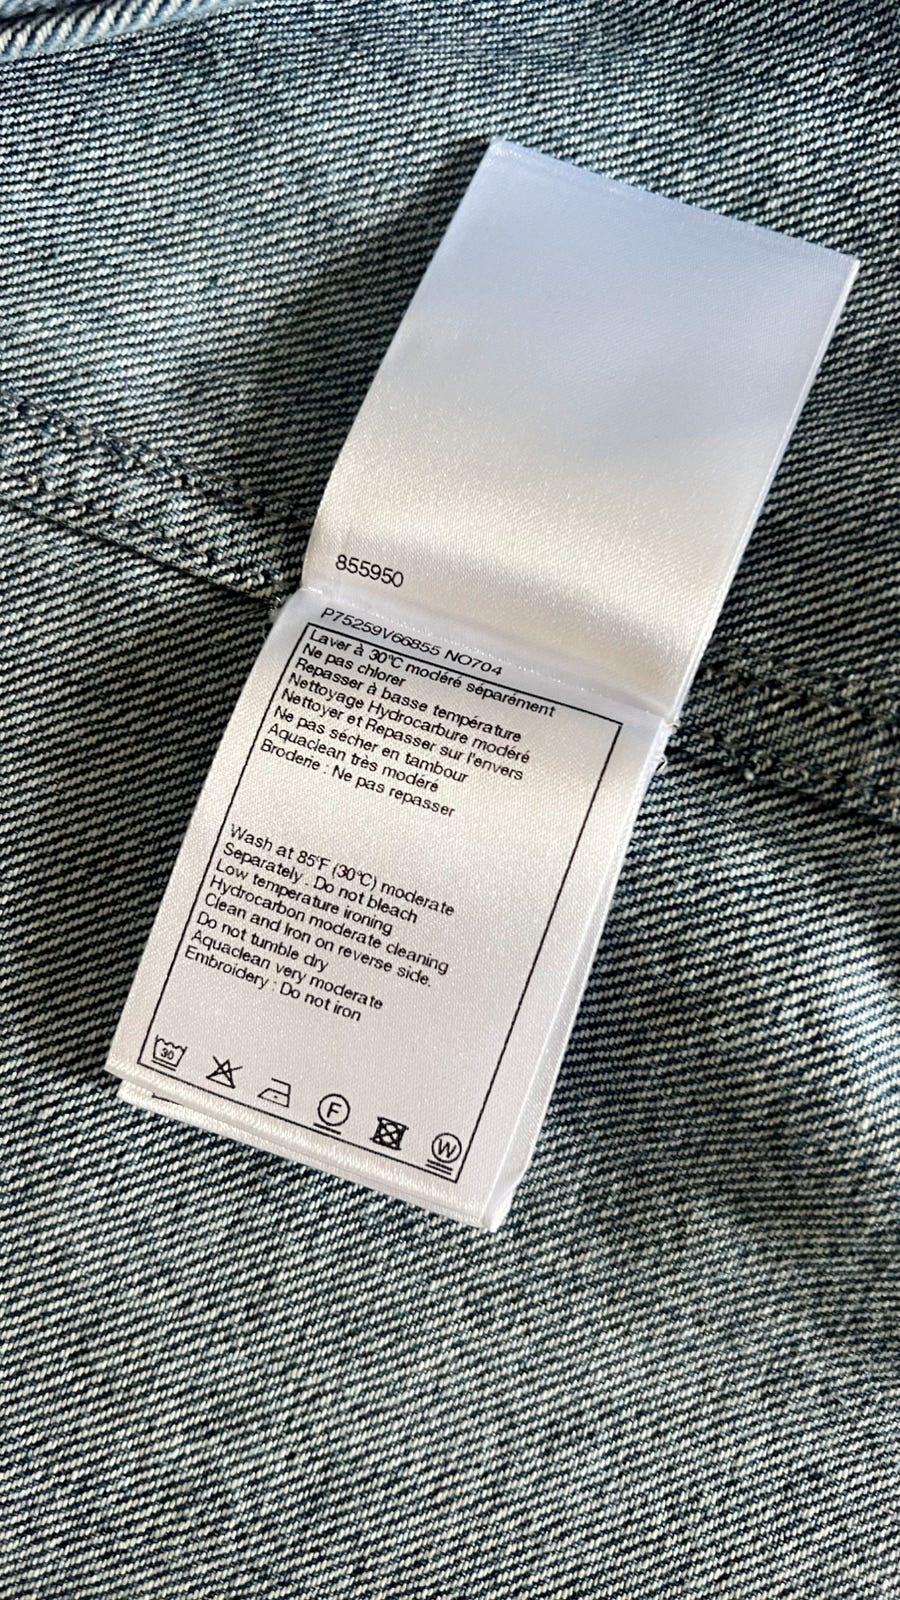 855950
P75259V66855 NO704
Laver à 30°C modéré séparément
Ne pas chlorer
Repasser à basse température
Nettoyage Hydrocarbure modéré
Nettoyer et Repasser sur l'envers
Ne pas sécher en tambour
Aquaclean très modéré
Broderie : Ne pas repasser
Wash at 85°F (30°C) moderate
Separately . Do not bleach
Low temperature ironing
Hydrocarbon moderate cleaning
Clean and Iron on reverse side.
Do not tumble dry
Aquaclean very moderate
Embroidery : Do not iron
30 F W